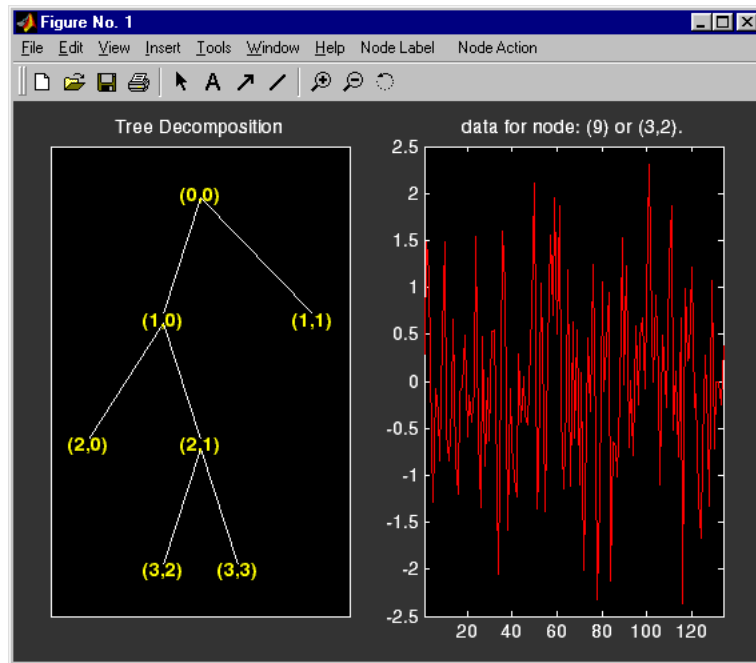 Figure No. 1
File Edit View Insert Tools Window Help Node Label Node Action
A
Tree Decomposition
(0,0)
(1,0) (1,1)
(2,0) (2,1)
(3,2) (3,3)
data for node: (9) or (3,2).
2.5
2
1.5
1
0.5
0
-0.5
-1
-1.5
-2
-2.5
20 40 60 80 100 120